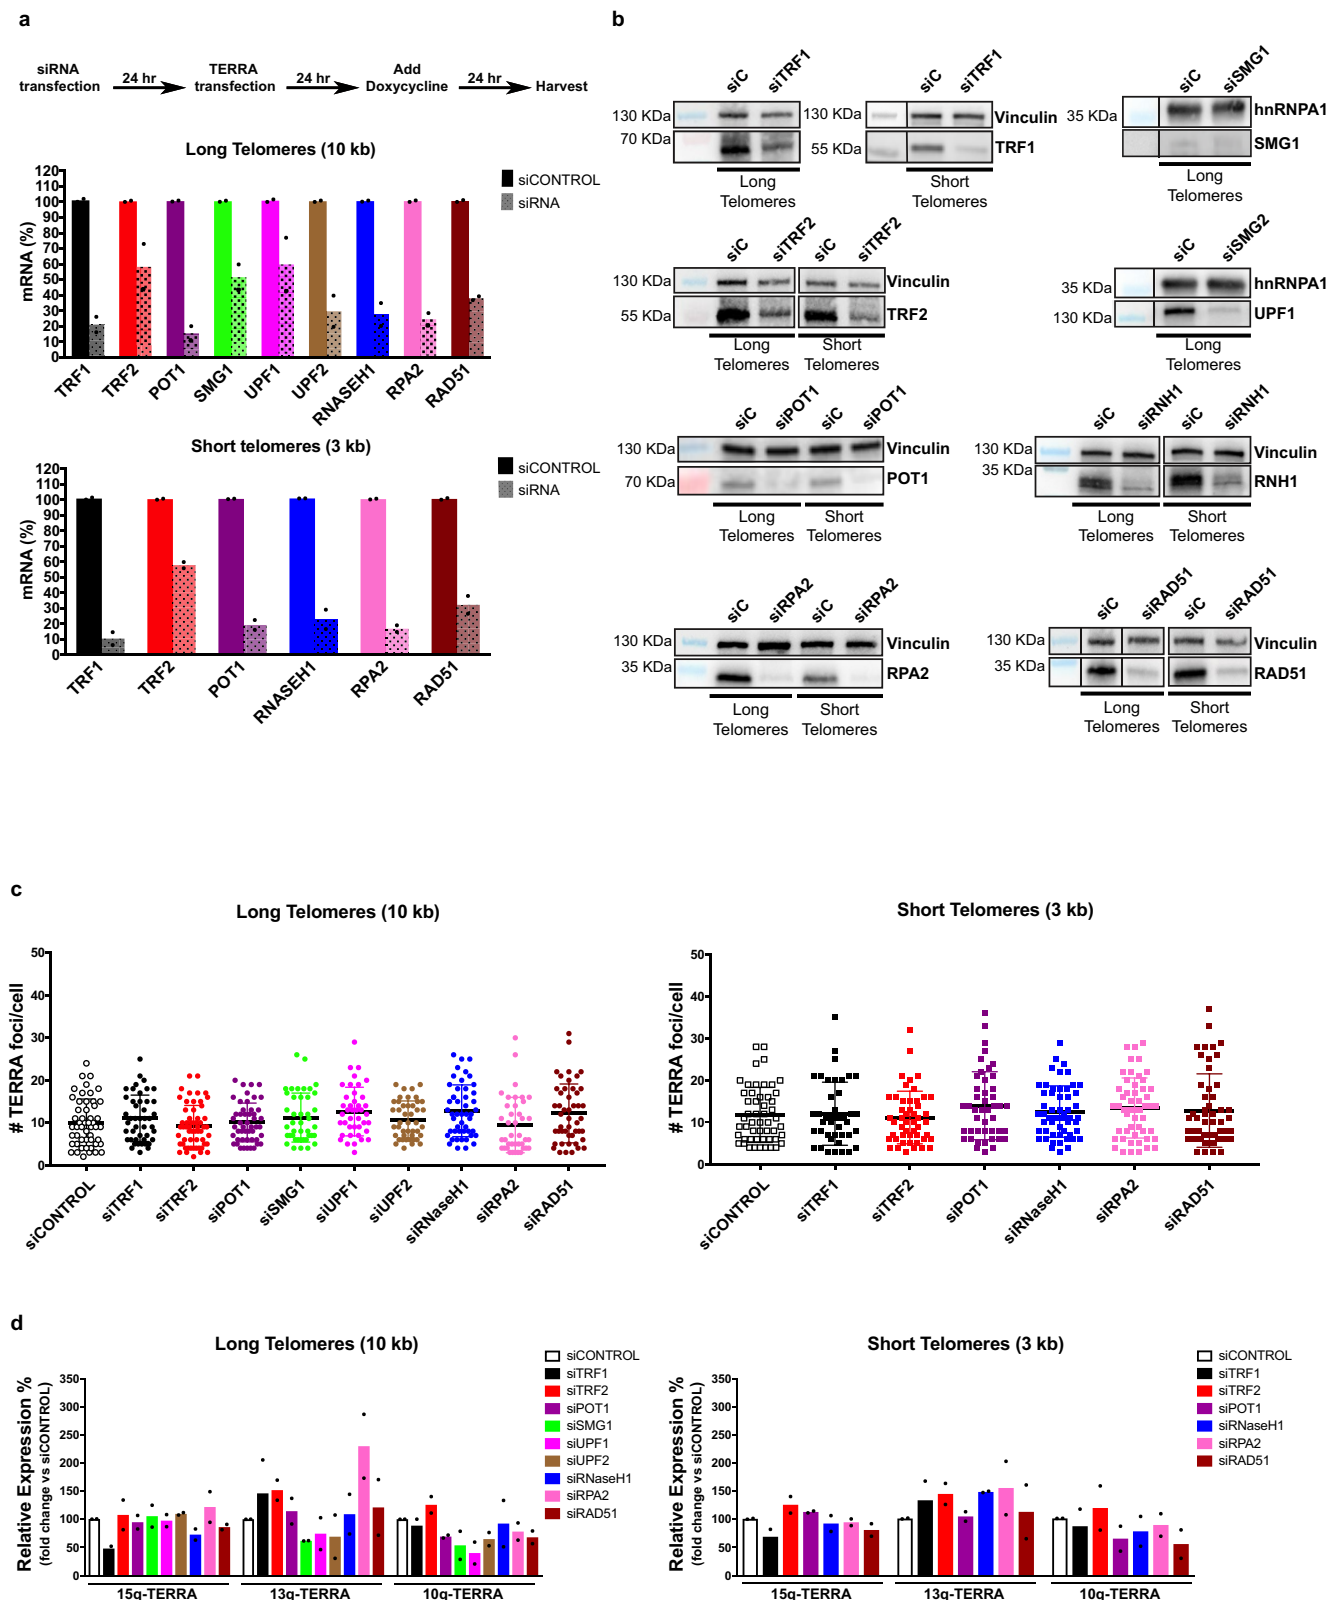 a
siRNA transfection
24 hr
TERRA transfection
24 hr
Add Doxycycline
24 hr
Harvest
Long Telomeres (10 kb)
mRNA (%)
120
110
100
90
80
70
60
50
40
30
20
10
0
TRF1
TRF2
POT1
SMG1
UPF1
UPF2
RNASEH1
RPA2
RAD51
siCONTROL
siRNA
Short telomeres (3 kb)
mRNA (%)
120
110
100
90
80
70
60
50
40
30
20
10
0
TRF1
TRF2
POT1
RNASEH1
RPA2
RAD51
siCONTROL
siRNA
b
siC siTRF1
130 KDa
70 KDa
Long Telomeres
siC siTRF1
130 KDa
Vinculin
55 KDa
TRF1
Short Telomeres
siC siSMG1
35 KDa
hnRNPA1
SMG1
Long Telomeres
siC siTRF2 siC siTRF2
130 KDa
Vinculin
55 KDa
TRF2
Long Telomeres
Short Telomeres
siC siSMG2
35 KDa
hnRNPA1
130 KDa
UPF1
Long Telomeres
siC siPOT1 siC siPOT1
130 KDa
Vinculin
70 KDa
POT1
Long Telomeres
Short Telomeres
siC siRNH1 siC siRNH1
130 KDa
Vinculin
35 KDa
RNH1
Long Telomeres
Short Telomeres
siC siRPA2 siC siRPA2
130 KDa
Vinculin
35 KDa
RPA2
Long Telomeres
Short Telomeres
siC siRAD51 siC siRAD51
130 KDa
Vinculin
35 KDa
RAD51
Long Telomeres
Short Telomeres
c
Long Telomeres (10 kb)
# TERRA foci/cell
50
40
30
20
10
0
siCONTROL
siTRF1
siTRF2
siPOT1
siSMG1
siUPF1
siUPF2
siRNaseH1
siRPA2
siRAD51
Short Telomeres (3 kb)
# TERRA foci/cell
50
40
30
20
10
0
siCONTROL
siTRF1
siTRF2
siPOT1
siRNaseH1
siRPA2
siRAD51
d
Long Telomeres (10 kb)
Relative Expression %
(fold change vs siCONTROL)
350
300
250
200
150
100
50
0
15q-TERRA
13q-TERRA
10q-TERRA
siCONTROL
siTRF1
siTRF2
siPOT1
siSMG1
siUPF1
siUPF2
siRNaseH1
siRPA2
siRAD51
Short Telomeres (3 kb)
Relative Expression %
(fold change vs siCONTROL)
350
300
250
200
150
100
50
0
15q-TERRA
13q-TERRA
10q-TERRA
siCONTROL
siTRF1
siTRF2
siPOT1
siRNaseH1
siRPA2
siRAD51